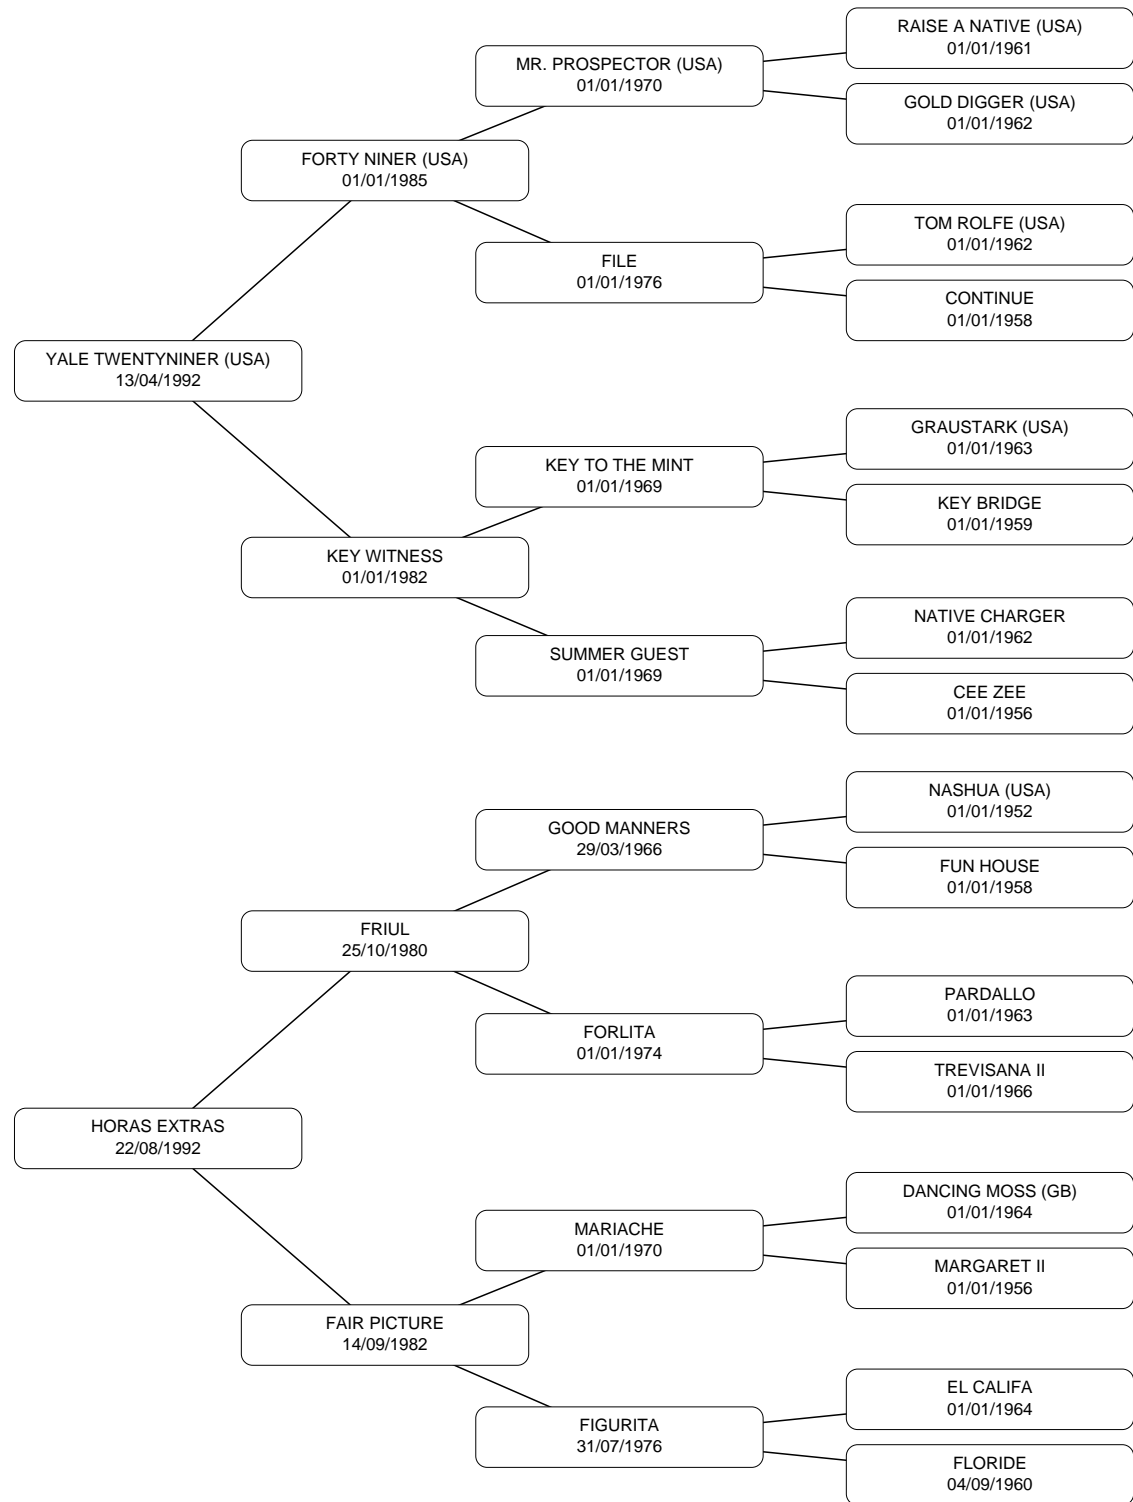 RAISE A NATIVE (USA)
01/01/1961
MR. PROSPECTOR (USA)
01/01/1970
GOLD DIGGER (USA)
01/01/1962
FORTY NINER (USA)
01/01/1985
TOM ROLFE (USA)
01/01/1962
FILE
01/01/1976
CONTINUE
01/01/1958
YALE TWENTYNINER (USA)
13/04/1992
GRAUSTARK (USA)
01/01/1963
KEY TO THE MINT
01/01/1969
KEY BRIDGE
01/01/1959
KEY WITNESS
01/01/1982
NATIVE CHARGER
01/01/1962
SUMMER GUEST
01/01/1969
CEE ZEE
01/01/1956
NASHUA (USA)
01/01/1952
GOOD MANNERS
29/03/1966
FUN HOUSE
01/01/1958
FRIUL
25/10/1980
PARDALLO
01/01/1963
FORLITA
01/01/1974
TREVISANA II
01/01/1966
HORAS EXTRAS
22/08/1992
DANCING MOSS (GB)
01/01/1964
MARIACHE
01/01/1970
MARGARET II
01/01/1956
FAIR PICTURE
14/09/1982
EL CALIFA
01/01/1964
FIGURITA
31/07/1976
FLORIDE
04/09/1960